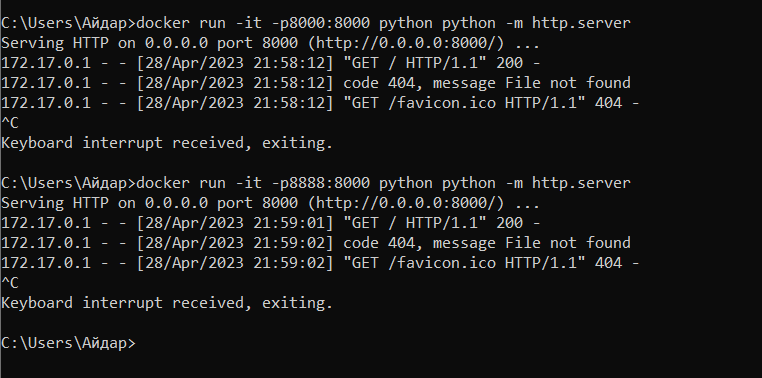 C:\Users\Айдар>docker run -it -p8000:8000 python python -m http.server
Serving HTTP on 0.0.0.0 port 8000 (http://0.0.0.0:8000/) ...
172.17.0.1 - - [28/Apr/2023 21:58:12] "GET / HTTP/1.1" 200 -
172.17.0.1 - - [28/Apr/2023 21:58:12] code 404, message File not found
172.17.0.1 - - [28/Apr/2023 21:58:12] "GET /favicon.ico HTTP/1.1" 404 -
^C
Keyboard interrupt received, exiting.
C:\Users\Айдар>docker run -it -p8888:8000 python python -m http.server
Serving HTTP on 0.0.0.0 port 8000 (http://0.0.0.0:8000/) ...
172.17.0.1 - - [28/Apr/2023 21:59:01] "GET / HTTP/1.1" 200 -
172.17.0.1 - - [28/Apr/2023 21:59:02] code 404, message File not found
172.17.0.1 - - [28/Apr/2023 21:59:02] "GET /favicon.ico HTTP/1.1" 404 -
^C
Keyboard interrupt received, exiting.
C:\Users\Айдар>